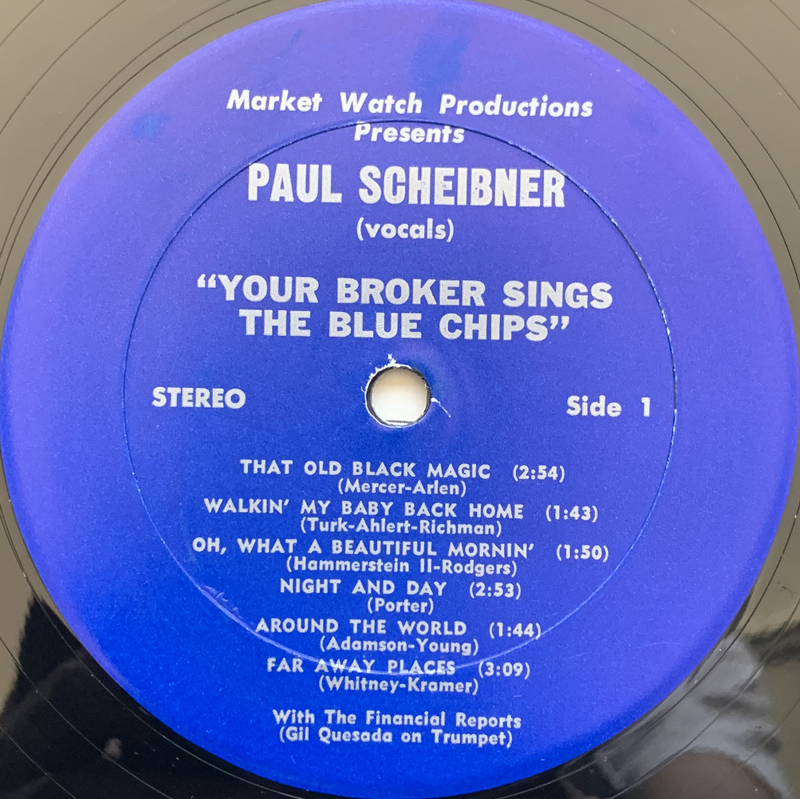 Market Watch Productions
Presents
PAUL SCHEIBNER
(vocals)
“YOUR BROKER SINGS
THE BLUE CHIPS”
STEREO
Side 1
THAT OLD BLACK MAGIC (2:54)
(Mercer-Arlen)
WALKIN’ MY BABY BACK HOME (1:43)
(Turk-Ahlert-Richman)
OH, WHAT A BEAUTIFUL MORNIN’ (1:50)
(Hammerstein II-Rodgers)
NIGHT AND DAY (2:53)
(Porter)
AROUND THE WORLD (1:44)
(Adamson-Young)
FAR AWAY PLACES (3:09)
(Whitney-Kramer)
With The Financial Reports
(Gil Quesada on Trumpet)